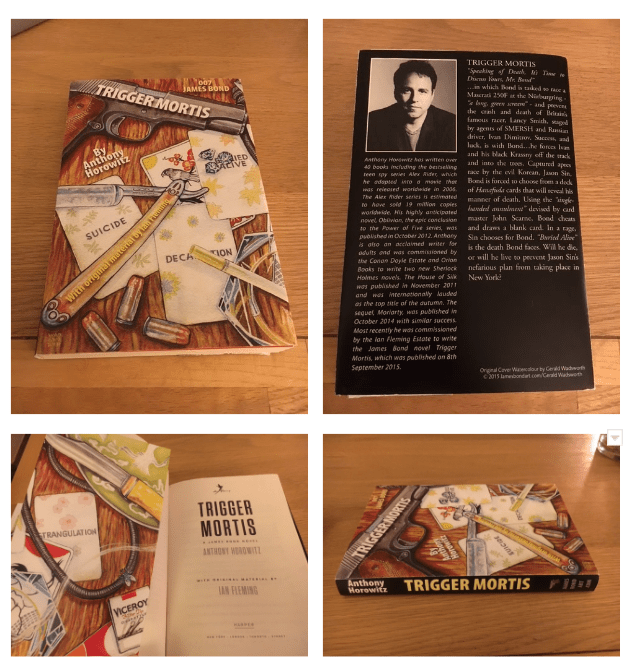 007
JAMES BOND
TRIGGER MORTIS
By
Anthony
Horowitz
ALIVE
SUICIDE
With original material by Ian Fleming
TRIGGER MORTIS
"Speaking of Death, It's Time to
Discuss Yours, Mr. Bond"
...in which Bond is tasked to race a
Maserati 250F at the Nürburgring -
"a long, green scream" - and prevent
the crash and death of Britain's
famous racer, Lancy Smith, staged
by agents of SMERSH and Russian
driver, Ivan Dimitrov. Success, and
luck, is with Bond...he forces Ivan
and his black Krassny off the track
and into the trees. Captured après
race by the evil Korean, Jason Sin,
Bond is forced to choose from a deck
of Hanafuda cards that will reveal his
manner of death. Using the
devised by card
master John Scarne, Bond cheats
and draws a blank card. In a rage,
Sin chooses for Bond. "Buried Alive"
is the death Bond faces. Will he die,
or will he live to prevent Jason Sin's
nefarious plan from taking place in
New York?
Anthony Horowitz has written over
40 books including the bestselling
teen spy series Alex Rider, which
he adapted into a movie that
was released worldwide in 2006.
The Alex Rider series is estimated
to have sold 19 million copies
worldwide. His highly anticipated
novel, Oblivion, the epic conclusion
to the Power of Five series, was
published in October 2012. Anthony
is also an acclaimed writer for
adults and was commissioned by
the Conan Doyle Estate and Orion
Books to write two new Sherlock
Holmes novels. The House of Silk
was published in November 2011
and was internationally lauded
as the top title of the autumn. The
sequel, Moriarty, was published in
October 2014 with similar success.
Most recently he was commissioned
by the Ian Fleming Estate to write
the James Bond novel Trigger
Mortis, which was published on 8th
September 2015.
Original Cover Watercolour by Gerald Wadsworth
© 2015 Jamesbondart.com/Gerald Wadsworth
TRANGULATION
VICEROY
TRIGGER
MORTIS
A JAMES BOND NOVEL
ANTHONY HOROWITZ
WITH ORIGINAL MATERIAL BY
IAN FLEMING
HARPER
TRIGGER MORTIS
By
Anthony
Horowitz
SUICIDE
Anthony
Horowitz
TRIGGER MORTIS